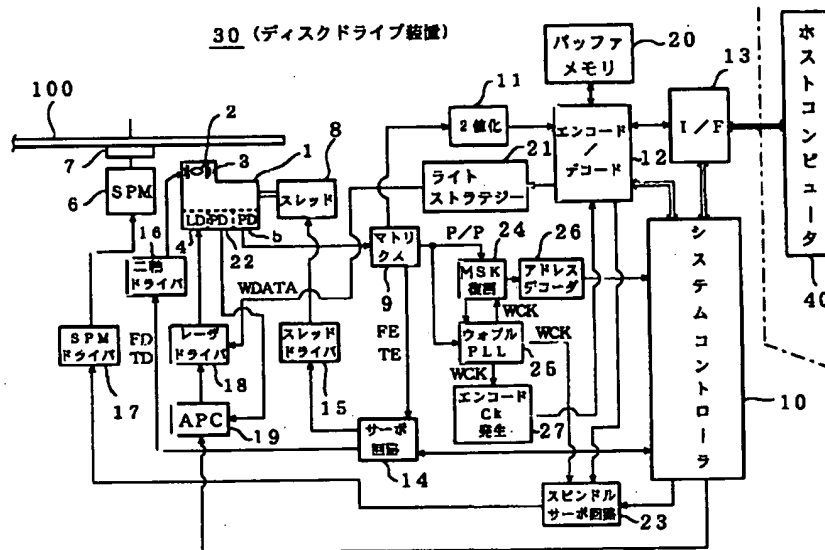 30 (ディスクドライブ装置)
バッファ
メモリ
20
13
ホストコンピュータ
40
100
2
3
1
8
7
11
2値化
エンコード
／
デコード
12
I/F
6
SPM
スレッド
21
ライト
ストラテジー
LD
PD
PD
4
22
5
16
二軸
ドライバ
マトリクス
9
P/P
24
26
MSK
復調
アドレス
デコーダ
システムコントローラ
10
WDATA
WCK
SPM
ドライバ
17
FD
TD
レーザ
ドライバ
18
スレッド
ドライバ
15
FE
TE
ウォブル
PLL
25
WCK
WCK
エンコード
Ck
発生
27
APC
19
サーボ
回路
14
スピンドル
サーボ回路
23